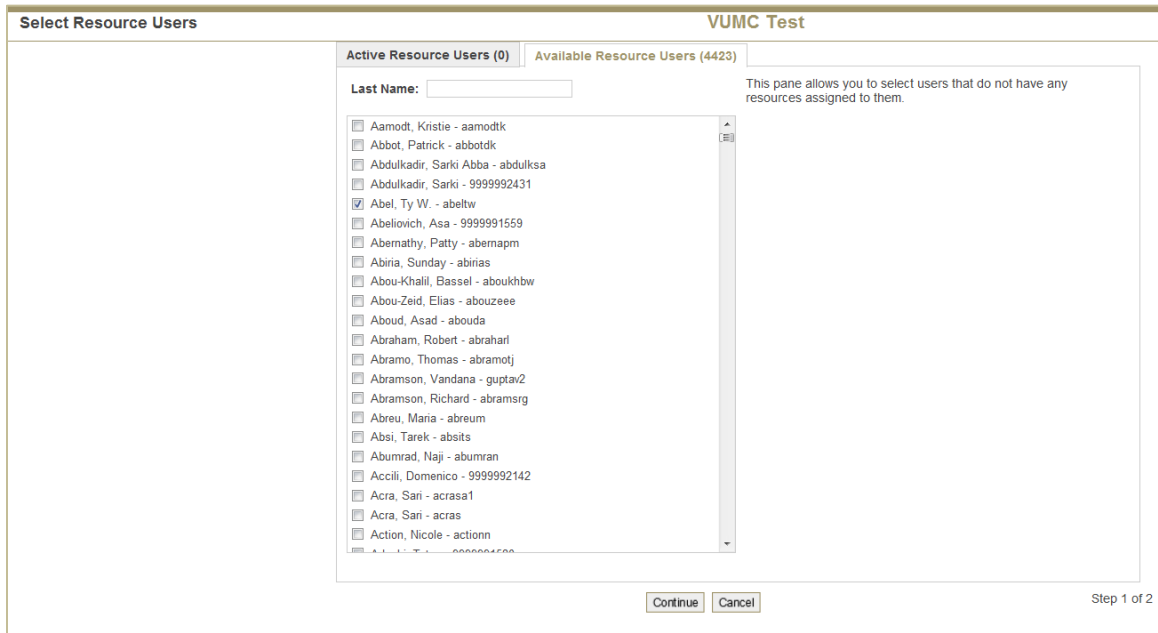 Select Resource Users
VUMC Test
Active Resource Users (0)
Available Resource Users (4423)
Last Name:
This pane allows you to select users that do not have any
resources assigned to them.
Aamodt, Kristie - aamodtk
Abbot, Patrick - abbotdk
Abdulkadir, Sarki Abba - abdulksa
Abdulkadir, Sarki - 9999992431
Abel, Ty W. - abeltw
Abeliovich, Asa - 9999991559
Abernathy, Patty - abernapm
Abiria, Sunday - abirias
Abou-Khalil, Bassel - aboukhbw
Abou-Zeid, Elias - abouzeee
Aboud, Asad - abouda
Abraham, Robert - abraharl
Abramo, Thomas - abramotj
Abramson, Vandana - guptav2
Abramson, Richard - abramsrg
Abreu, Maria - abreum
Absi, Tarek - absits
Abumrad, Naji - abumran
Accili, Domenico - 9999992142
Acra, Sari - acrasa1
Acra, Sari - acras
Action, Nicole - actionn
Continue
Cancel
Step 1 of 2